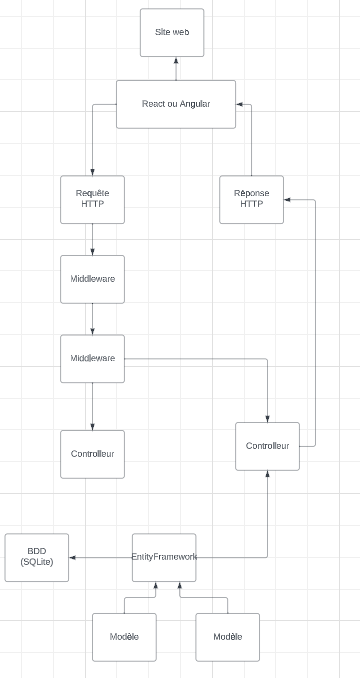 Site web
React ou Angular
Requête
HTTP
Réponse
HTTP
Middleware
Middleware
Controlleur
Controlleur
BDD
(SQLite)
EntityFramework
Modèle
Modèle